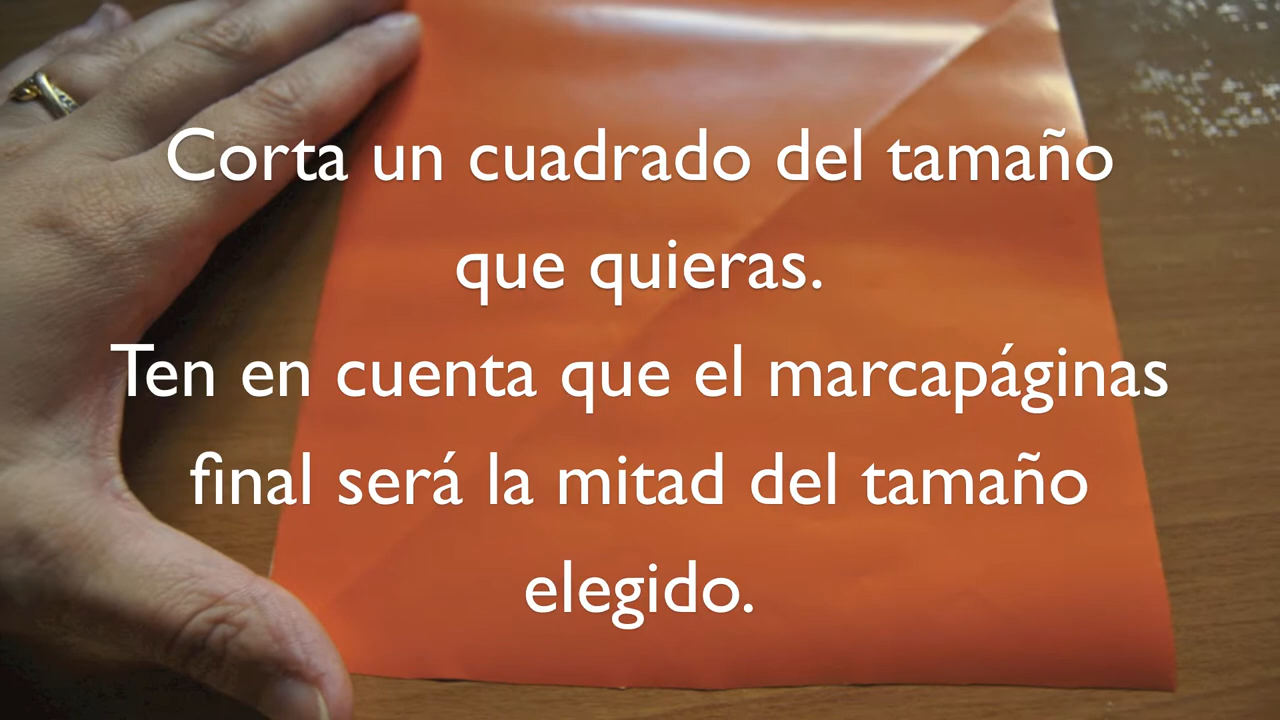 Corta un cuadrado del tamaño
que quieras.
Ten en cuenta que el marcapáginas
final será la mitad del tamaño
elegido.